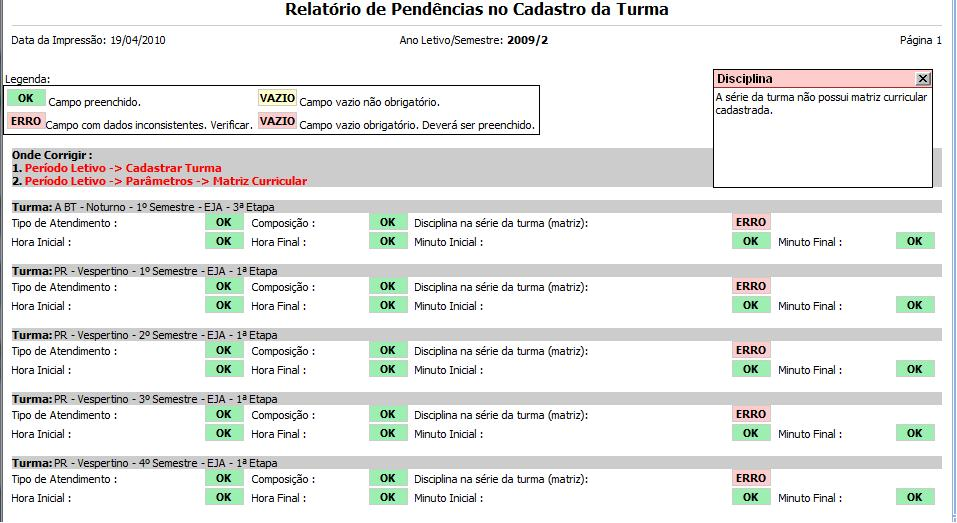 Relatório de Pendências no Cadastro da Turma
Data da Impressão: 19/04/2010 Ano Letivo/Semestre: 2009/2 Página 1
Legenda:
OK Campo preenchido. VAZIO Campo vazio não obrigatório.
ERRO Campo com dados inconsistentes. Verificar. VAZIO Campo vazio obrigatório. Deverá ser preenchido.
Disciplina X
A série da turma não possui matriz curricular
cadastrada.
Onde Corrigir :
1. Período Letivo -> Cadastrar Turma
2. Período Letivo -> Parâmetros -> Matriz Curricular
Turma: A BT - Noturno - 1º Semestre - EJA - 3ª Etapa
Tipo de Atendimento : OK Composição : OK Disciplina na série da turma (matriz): ERRO
Hora Inicial : OK Hora Final : OK Minuto Inicial : OK Minuto Final : OK
Turma: PR - Vespertino - 1º Semestre - EJA - 1ª Etapa
Tipo de Atendimento : OK Composição : OK Disciplina na série da turma (matriz): ERRO
Hora Inicial : OK Hora Final : OK Minuto Inicial : OK Minuto Final : OK
Turma: PR - Vespertino - 2º Semestre - EJA - 1ª Etapa
Tipo de Atendimento : OK Composição : OK Disciplina na série da turma (matriz): ERRO
Hora Inicial : OK Hora Final : OK Minuto Inicial : OK Minuto Final : OK
Turma: PR - Vespertino - 3º Semestre - EJA - 1ª Etapa
Tipo de Atendimento : OK Composição : OK Disciplina na série da turma (matriz): ERRO
Hora Inicial : OK Hora Final : OK Minuto Inicial : OK Minuto Final : OK
Turma: PR - Vespertino - 4º Semestre - EJA - 1ª Etapa
Tipo de Atendimento : OK Composição : OK Disciplina na série da turma (matriz): ERRO
Hora Inicial : OK Hora Final : OK Minuto Inicial : OK Minuto Final : OK